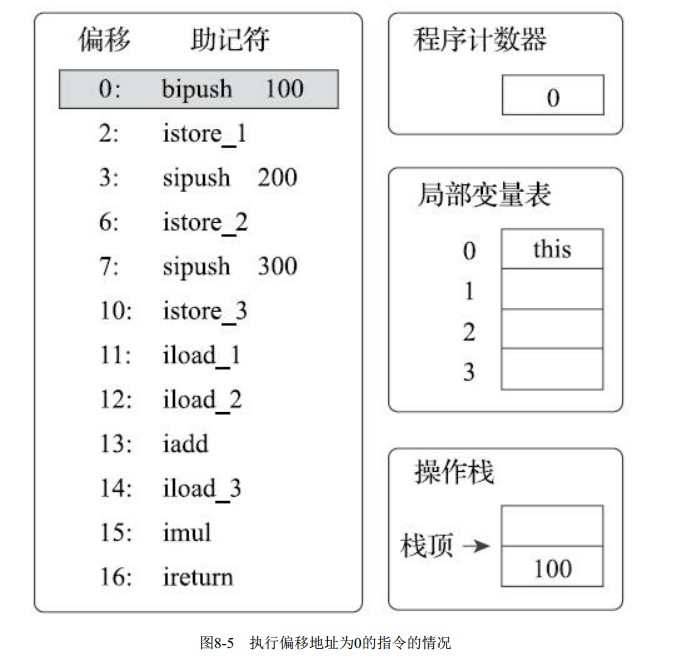 偏移 助记符
0: bipush 100
2: istore_1
3: sipush 200
6: istore_2
7: sipush 300
10: istore_3
11: iload_1
12: iload_2
13: iadd
14: iload_3
15: imul
16: ireturn
程序计数器
0
局部变量表
0 this
1
2
3
操作栈
栈顶
100
图8-5 执行偏移地址为0的指令的情况